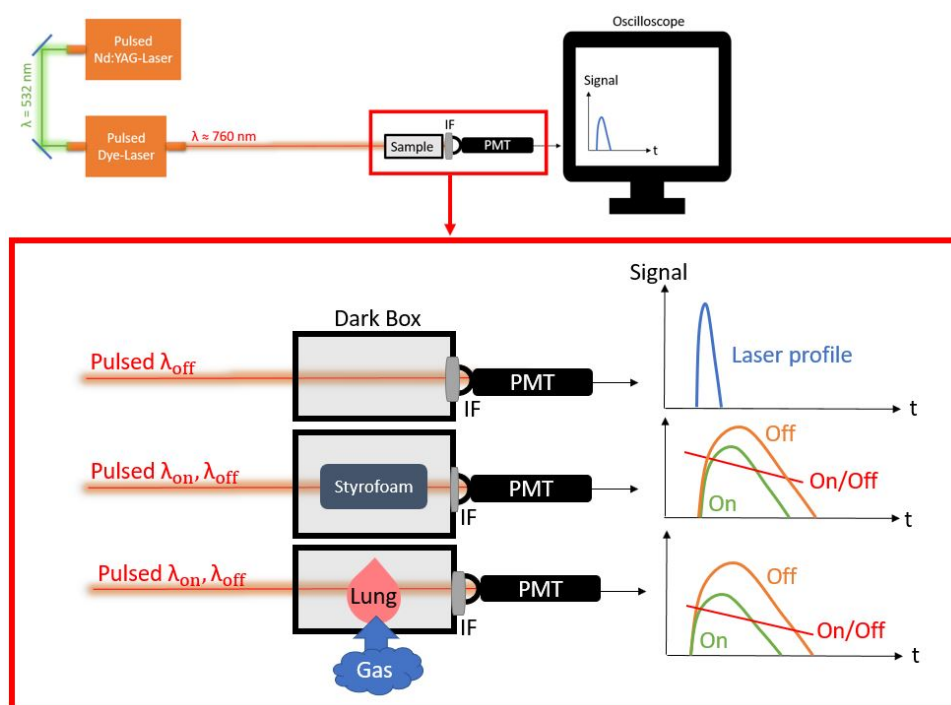 Oscilloscope
Pulsed
Nd:YAG-Laser
λ = 532 nm
Signal
Pulsed
Dye-Laser
λ ≈ 760 nm
IF
Sample
PMT
t
Signal
Dark Box
Pulsed λoff
PMT
IF
Laser profile
t
Off
Pulsed λon, λoff
Styrofoam
PMT
On/Off
On
IF
t
Off
Pulsed λon, λoff
Lung
PMT
On/Off
On
IF
t
Gas